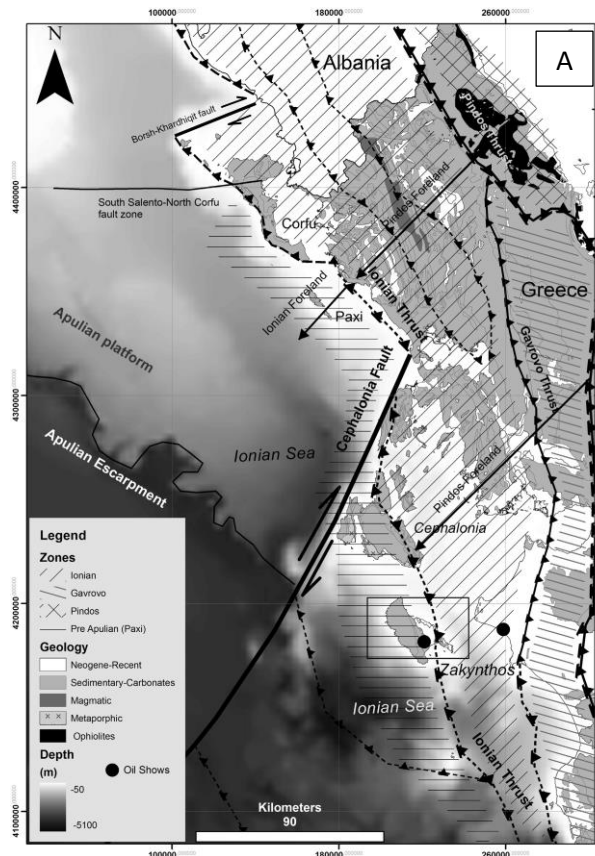 100000
180000
260000
N
A
Albania
Pindos Thrust
Borsh-Khardhiqit fault
4400000
Pindos Foreland
South Salento-North Corfu
fault zone
Corfu
Greece
Ionian Foreland
Ionian Thrust
Paxi
Apulian platform
Gavrovo Thrust
Cephalonia Fault
4300000
4300000
Apulian Escarpment
Ionian Sea
Pindos Foreland
Cephalonia
Legend
Zones
Ionian
Gavrovo
Pindos
Pre Apulian (Paxi)
Geology
Neogene-Recent
Sedimentary-Carbonates
Magmatic
Metaporphic
Ophiolites
Depth
(m)
-50
-5100
Oil Shows
4200000
4200000
Zakynthos
Ionian Sea
Ionian Thrust
Kilometers
90
4100000
4100000
100000
180000
260000